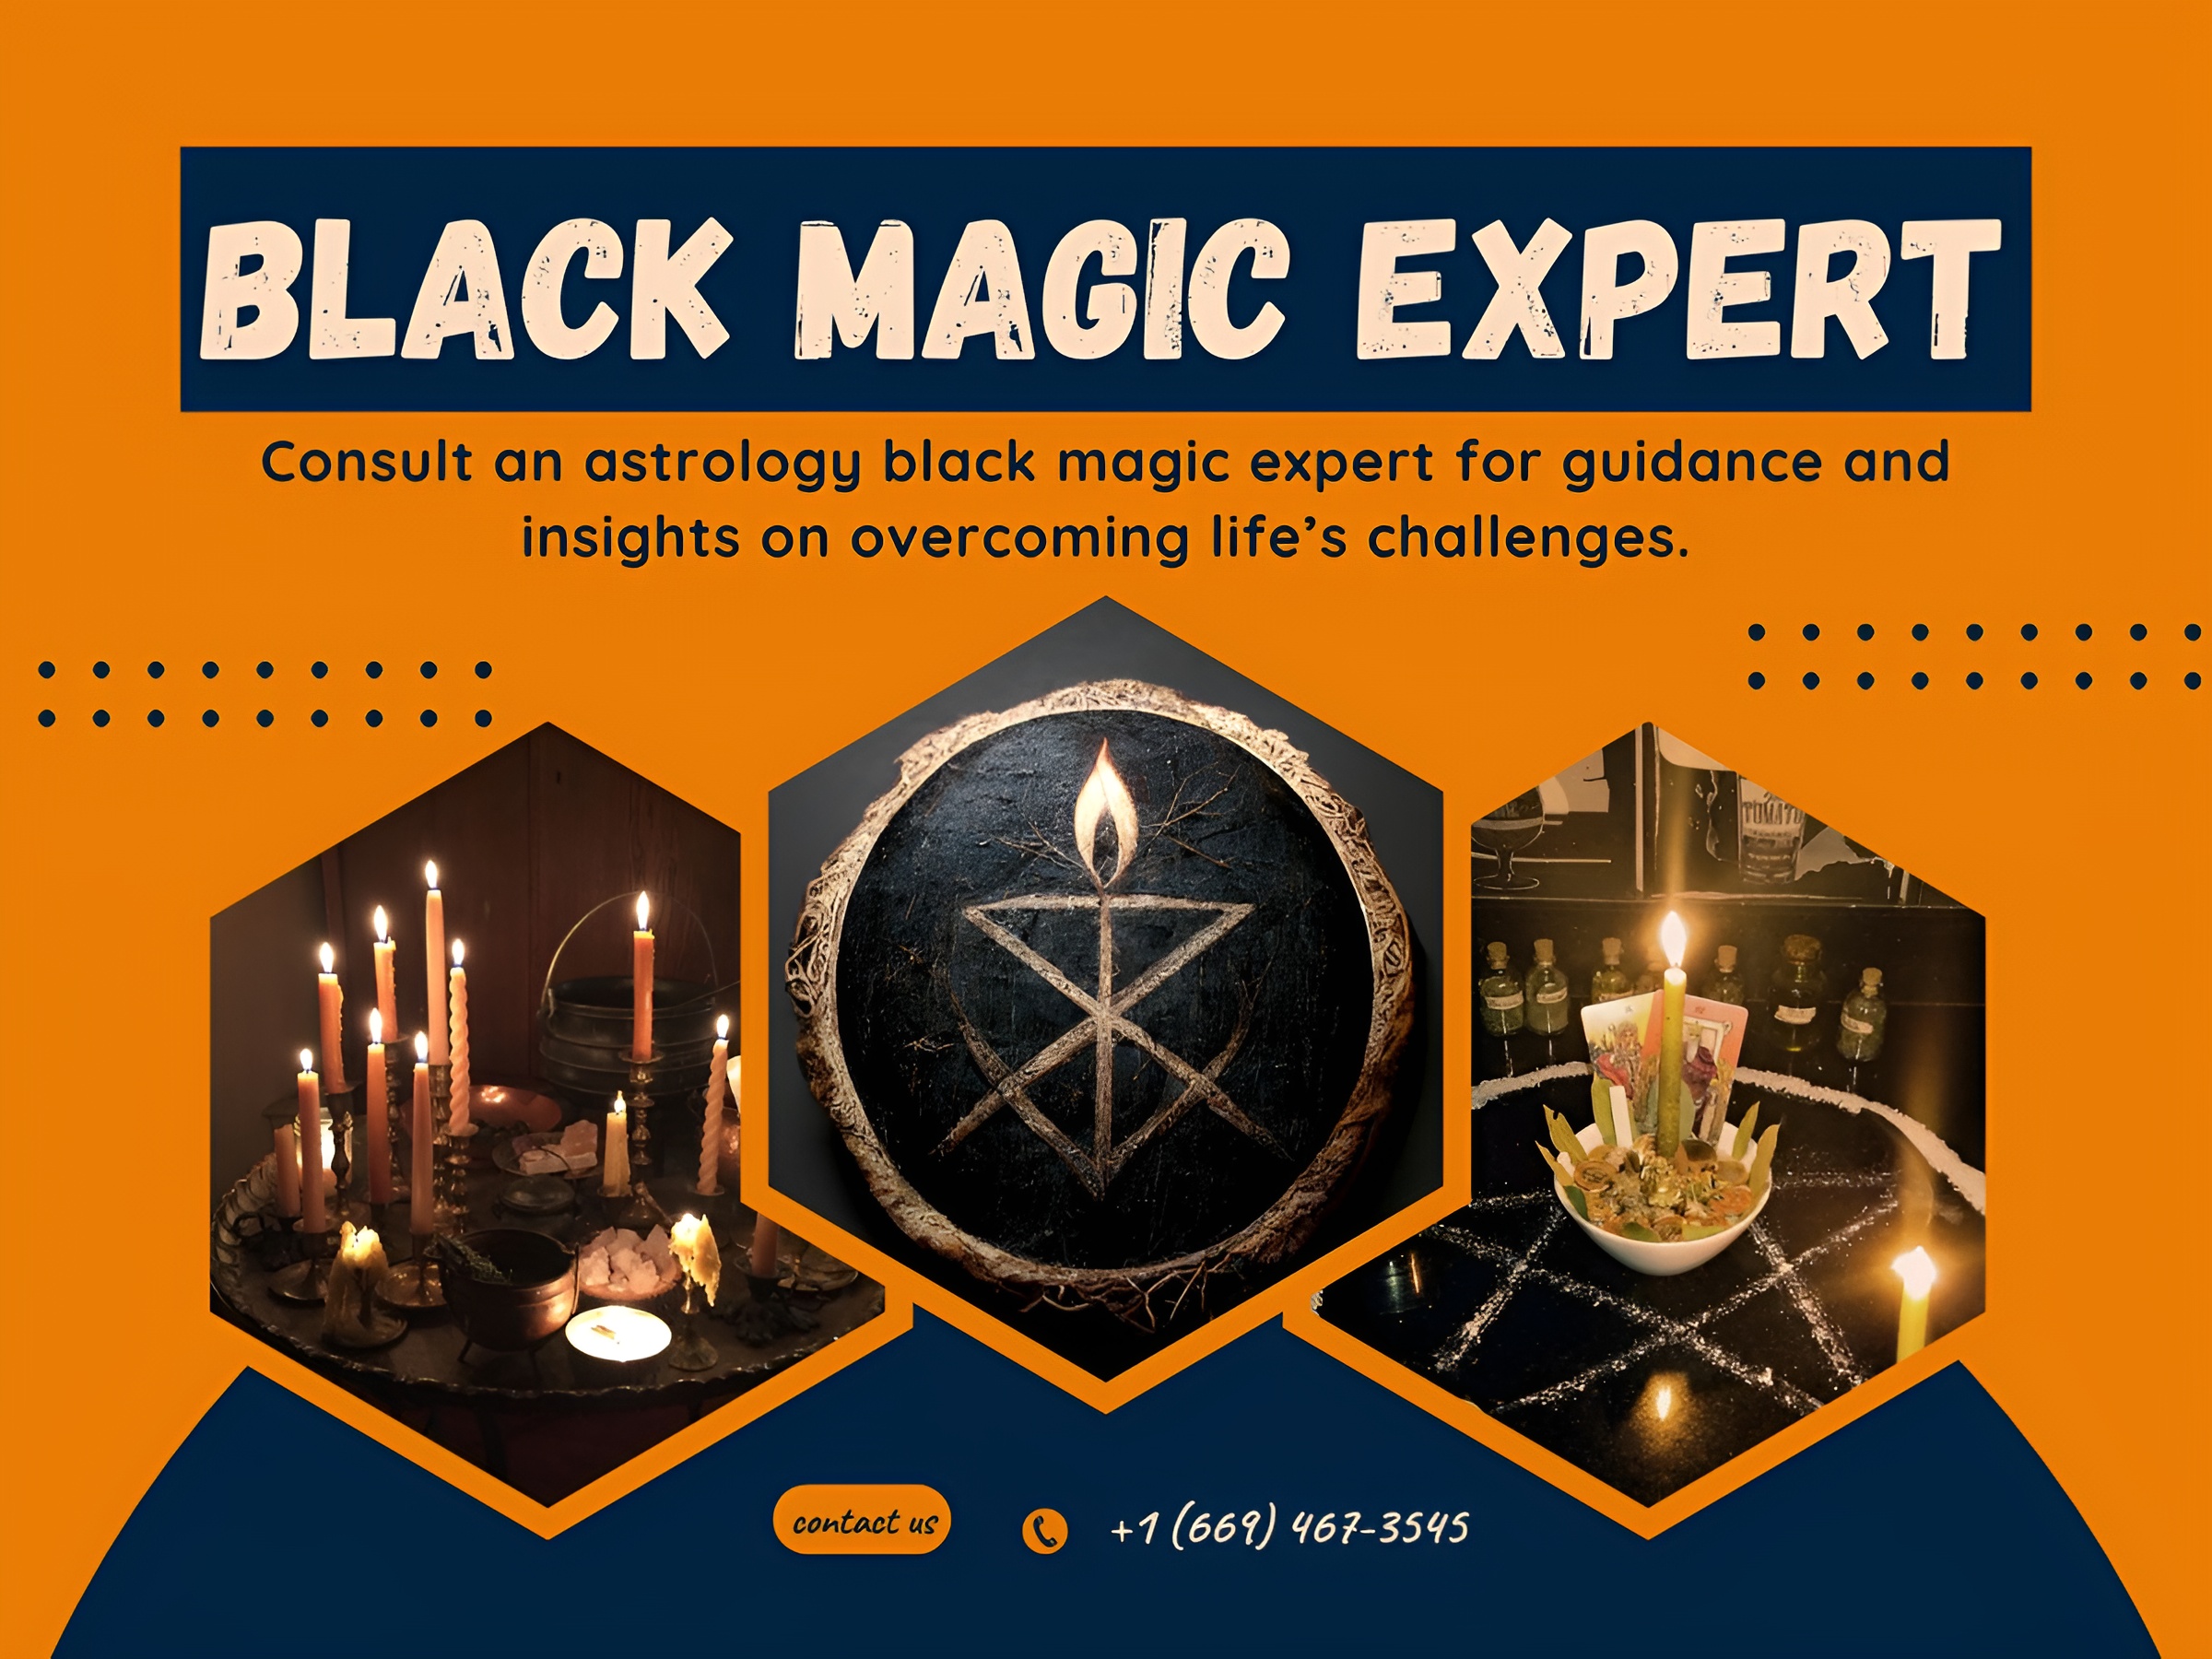 BLACK MAGIC EXPERT
Consult an astrology black magic expert for guidance and
insights on overcoming life's challenges.
contact us
+1 (669) 467-3545